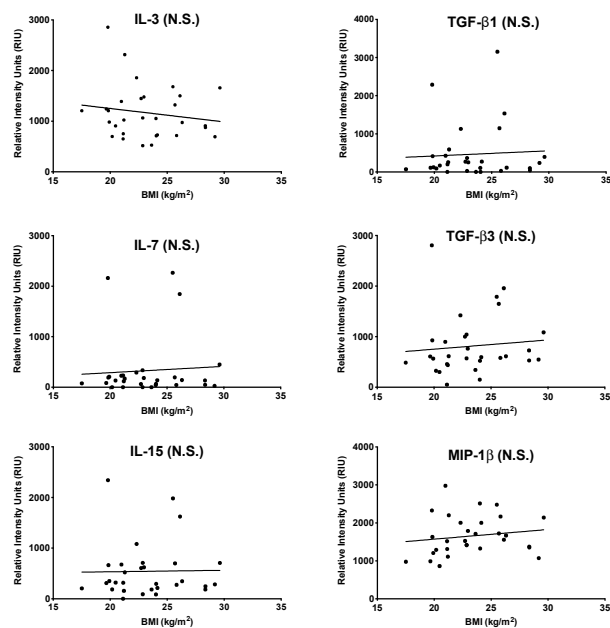 IL-3 (N.S.)
Relative Intensity Units (RIU)
3000
2000
1000
0
15 20 25 30 35
BMI (kg/m²)
TGF-β1 (N.S.)
Relative Intensity Units (RIU)
4000
3000
2000
1000
0
15 20 25 30 35
BMI (kg/m²)
IL-7 (N.S.)
Relative Intensity Units (RIU)
3000
2000
1000
0
15 20 25 30 35
BMI (kg/m²)
TGF-β3 (N.S.)
Relative Intensity Units (RIU)
3000
2000
1000
0
15 20 25 30 35
BMI (kg/m²)
IL-15 (N.S.)
Relative Intensity Units (RIU)
3000
2000
1000
0
15 20 25 30 35
BMI (kg/m²)
MIP-1β (N.S.)
Relative Intensity Units (RIU)
4000
3000
2000
1000
0
15 20 25 30 35
BMI (kg/m²)